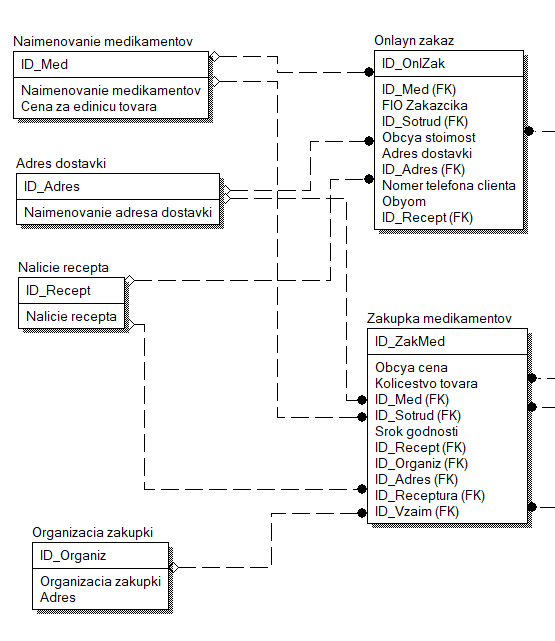 Naimenovanie medikamentov
ID_Med
Naimenovanie medikamentov
Cena za edinicu tovara
Adres dostavki
ID_Adres
Naimenovanie adresa dostavki
Nalicie recepta
ID_Recept
Nalicie recepta
Organizacia zakupki
ID_Organiz
Organizacia zakupki
Adres
Onlayn zakaz
ID_OnlZak
ID_Med (FK)
FIO Zakazcika
ID_Sotrud (FK)
Obcya stoimost
Adres dostavki
ID_Adres (FK)
Nomer telefona clienta
Obyom
ID_Recept (FK)
Zakupka medikamentov
ID_ZakMed
Obcya cena
Kolicestvo tovara
ID_Med (FK)
ID_Sotrud (FK)
Srok godnosti
ID_Recept (FK)
ID_Organiz (FK)
ID_Adres (FK)
ID_Receptura (FK)
ID_Vzaim (FK)